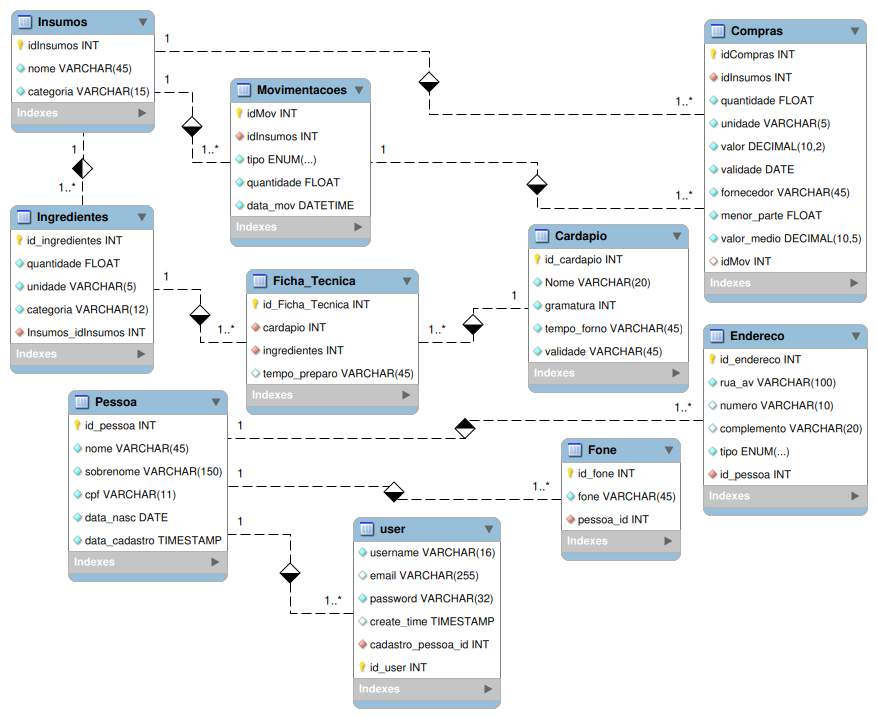 Insumos
idInsumos INT
nome VARCHAR(45)
categoria VARCHAR(15)
Indexes
1
1
1
1..*
1..*
1..*
Movimentacoes
idMov INT
idInsumos INT
tipo ENUM(...)
quantidade FLOAT
data_mov DATETIME
Indexes
1
1..*
Compras
idCompras INT
idInsumos INT
quantidade FLOAT
unidade VARCHAR(5)
valor DECIMAL(10,2)
validade DATE
fornecedor VARCHAR(45)
menor_parte FLOAT
valor_medio DECIMAL(10,5)
idMov INT
Indexes
Ingredientes
id_ingredientes INT
quantidade FLOAT
unidade VARCHAR(5)
categoria VARCHAR(12)
Insumos_idInsumos INT
Indexes
1
1..*
Ficha_Tecnica
id_Ficha_Tecnica INT
cardapio INT
ingredientes INT
tempo_preparo VARCHAR(45)
Indexes
1..*
1
Cardapio
id_cardapio INT
Nome VARCHAR(20)
gramatura INT
tempo_forno VARCHAR(45)
validade VARCHAR(45)
Indexes
Endereco
id_endereco INT
rua_av VARCHAR(100)
numero VARCHAR(10)
complemento VARCHAR(20)
tipo ENUM(...)
id_pessoa INT
Indexes
Pessoa
id_pessoa INT
nome VARCHAR(45)
sobrenome VARCHAR(150)
cpf VARCHAR(11)
data_nasc DATE
data_cadastro TIMESTAMP
Indexes
1
1..*
1
1..*
1
1..*
Fone
id_fone INT
fone VARCHAR(45)
pessoa_id INT
Indexes
user
username VARCHAR(16)
email VARCHAR(255)
password VARCHAR(32)
create_time TIMESTAMP
cadastro_pessoa_id INT
id_user INT
Indexes